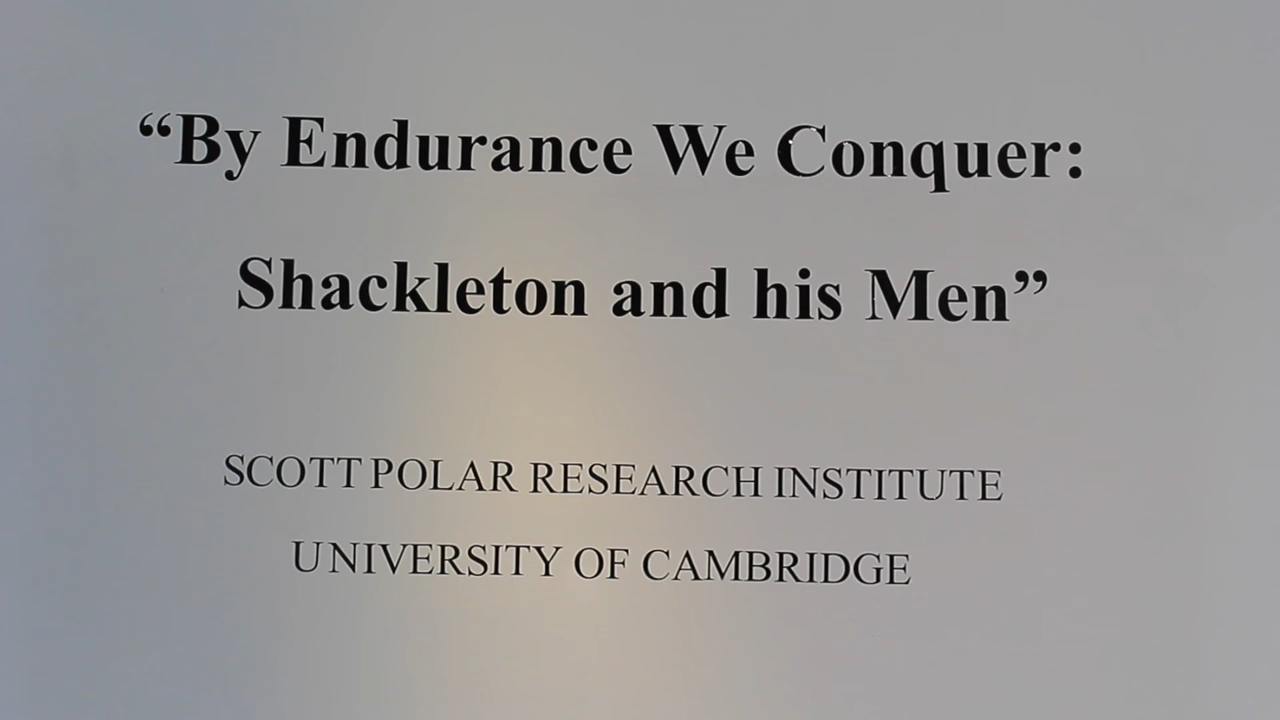 “By Endurance We Conquer:
Shackleton and his Men”
SCOTT POLAR RESEARCH INSTITUTE
UNIVERSITY OF CAMBRIDGE